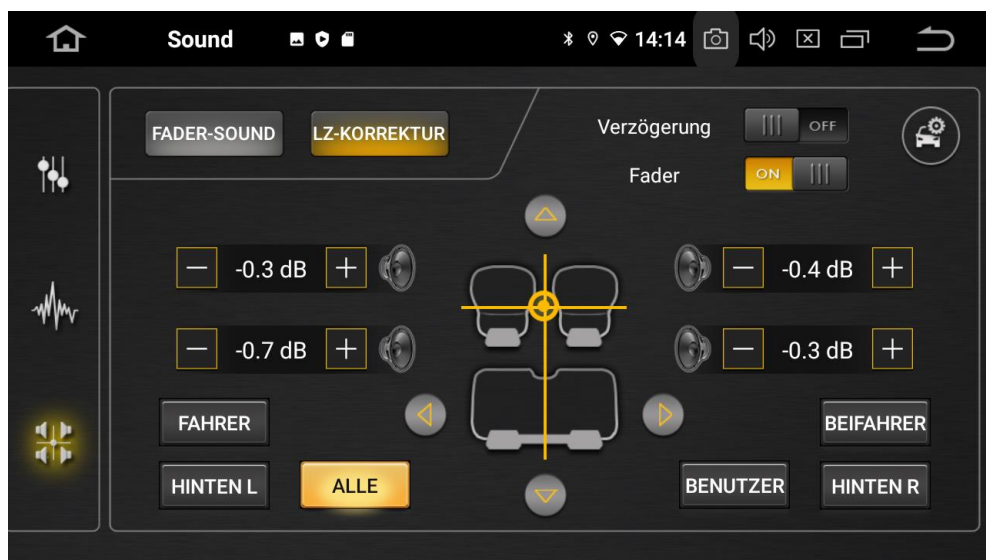 Sound
14:14
FADER-SOUND
LZ-KORREKTUR
Verzögerung
OFF
Fader
ON
-0.3 dB
-0.4 dB
-0.7 dB
-0.3 dB
FAHRER
BEIFAHRER
HINTEN L
ALLE
BENUTZER
HINTEN R